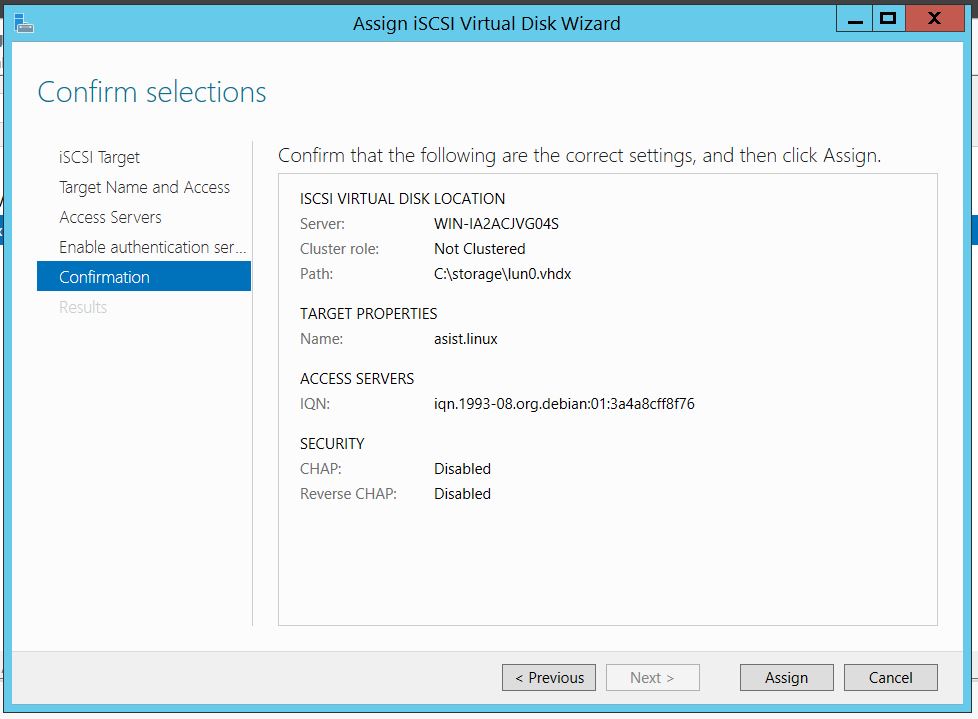 Assign iSCSI Virtual Disk Wizard
X
Confirm selections
iSCSI Target
Target Name and Access
Access Servers
Enable authentication ser...
Confirmation
Results
Confirm that the following are the correct settings, and then click Assign.
ISCSI VIRTUAL DISK LOCATION
Server: WIN-IA2ACJVG04S
Cluster role: Not Clustered
Path: C:\storage\lun0.vhdx
TARGET PROPERTIES
Name: asist.linux
ACCESS SERVERS
IQN: iqn.1993-08.org.debian:01:3a4a8cff8f76
SECURITY
CHAP: Disabled
Reverse CHAP: Disabled
< Previous Next > Assign Cancel